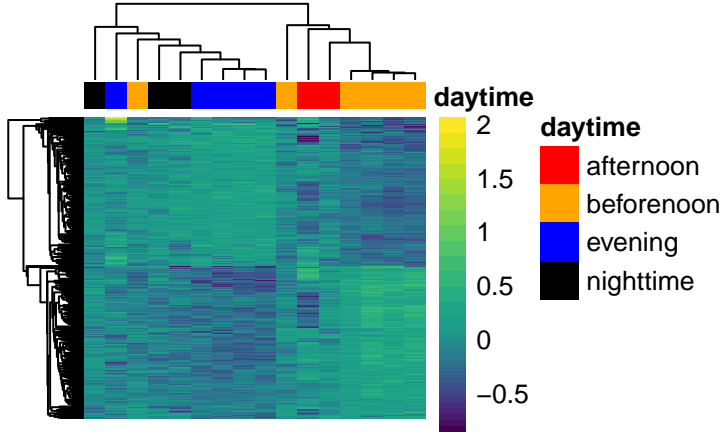 daytime
2
1.5
1
0.5
0
−0.5
daytime
afternoon
beforenoon
evening
nighttime